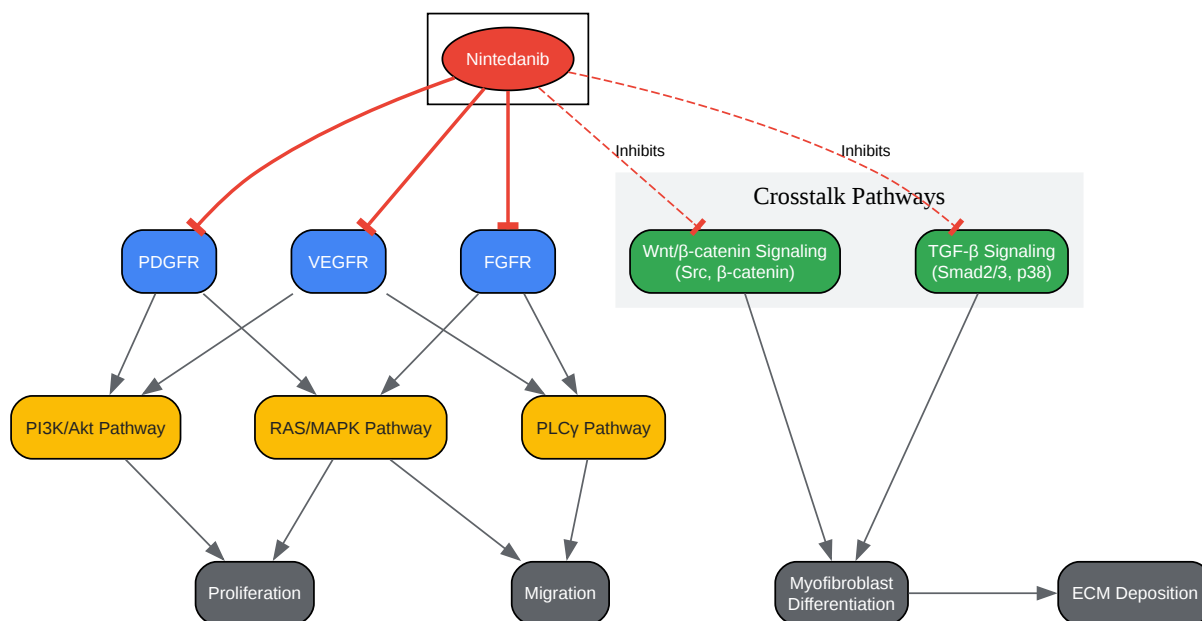 Nintedanib
Inhibits
Inhibits
Crosstalk Pathways
PDGFR
VEGFR
FGFR
Wnt/β-catenin Signaling
(Src, β-catenin)
TGF-β Signaling
(Smad2/3, p38)
PI3K/Akt Pathway
RAS/MAPK Pathway
PLCγ Pathway
Proliferation
Migration
Myofibroblast
Differentiation
ECM Deposition